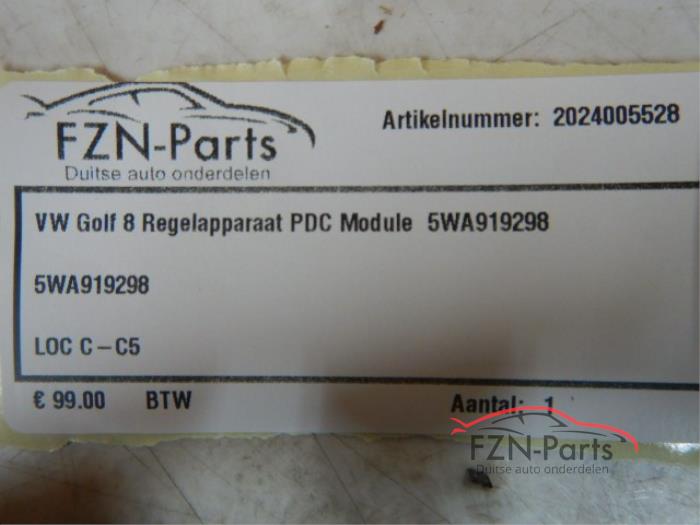 FZN-Parts
Duitse auto onderdelen
Artikelnummer: 2024005528
VW Golf 8 Regelapparaat PDC Module 5WA919298
5WA919298
LOC C-C5
€ 99.00 BTW Aantal: 1
FZN-Parts
Duitse auto onderdelen